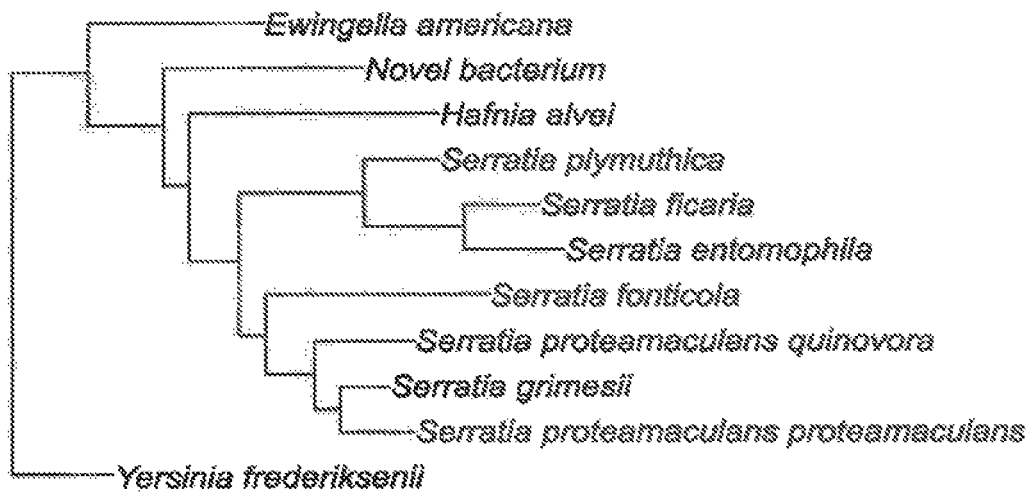 Ewingella americana
Novel bacterium
Hafnia alvei
Serratia plymuthica
Serratia ficaria
Serratia entomophila
Serratia fonticola
Serratia proteamaculans quinovora
Serratia grimesii
Serratia proteamaculans proteamaculans
Yersinia frederiksenii